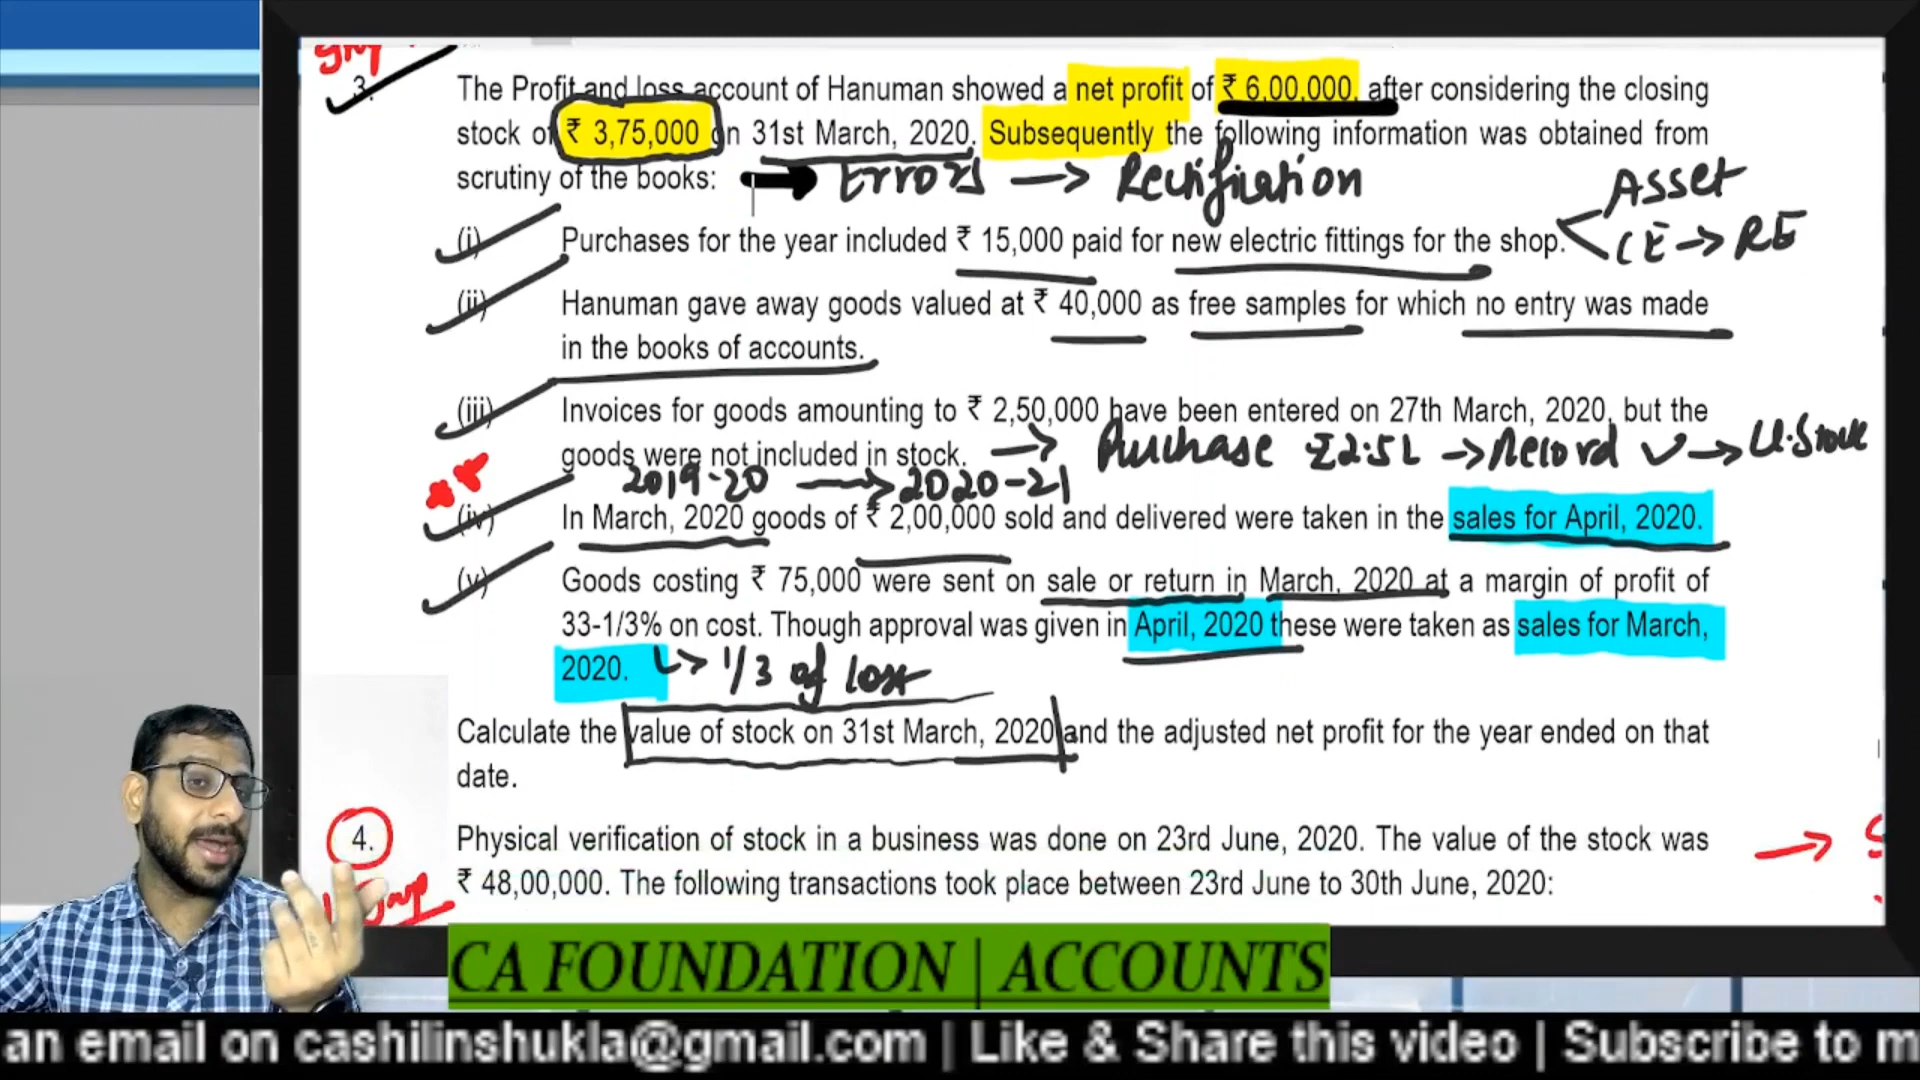 3.
The Profit and loss account of Hanuman showed a net profit of ₹ 6,00,000, after considering the closing
stock of ₹ 3,75,000 on 31st March, 2020. Subsequently the following information was obtained from
scrutiny of the books: → Errors → Rectification
Asset
(i) Purchases for the year included ₹ 15,000 paid for new electric fittings for the shop. CE → RE
(ii) Hanuman gave away goods valued at ₹ 40,000 as free samples for which no entry was made
in the books of accounts.
(iii) Invoices for goods amounting to ₹ 2,50,000 have been entered on 27th March, 2020, but the
goods were not included in stock. → Purchase ₹2.5L → Record ✓ →
2019-20 → 2020-21
(iv) In March, 2020 goods of ₹ 2,00,000 sold and delivered were taken in the sales for April, 2020.
(v) Goods costing ₹ 75,000 were sent on sale or return in March, 2020 at a margin of profit of
33-1/3% on cost. Though approval was given in April, 2020 these were taken as sales for March,
2020. ↳ 1/3 of cost
Calculate the value of stock on 31st March, 2020 and the adjusted net profit for the year ended on that
date.
4. Physical verification of stock in a business was done on 23rd June, 2020. The value of the stock was →
₹ 48,00,000. The following transactions took place between 23rd June to 30th June, 2020:
CA FOUNDATION | ACCOUNTS
an email on cashilinshukla@gmail.com | Like & Share this video | Subscribe to m